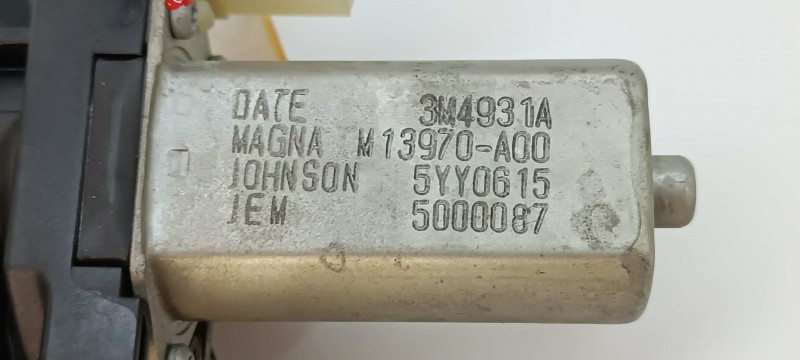 DATE 3M4931A
MAGNA M13970-A00
JOHNSON 5YY0615
JEM 5000087